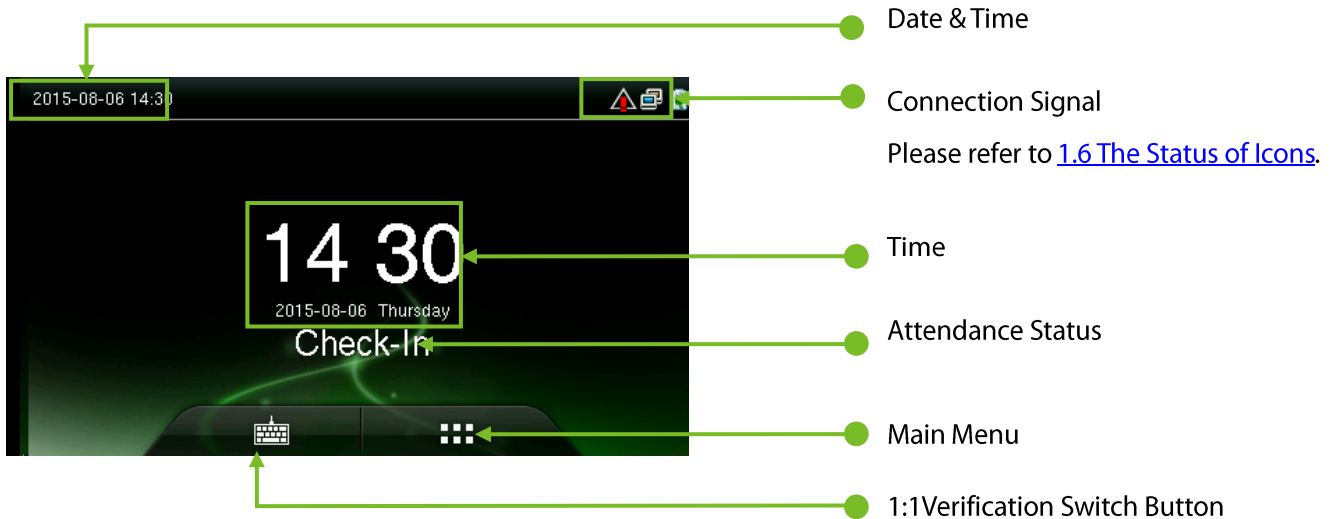 Date & Time
2015-08-06 14:30
Connection Signal
Please refer to 1.6 The Status of Icons.
14 30
Time
2015-08-06 Thursday
Check-In
Attendance Status
Main Menu
1:1Verification Switch Button